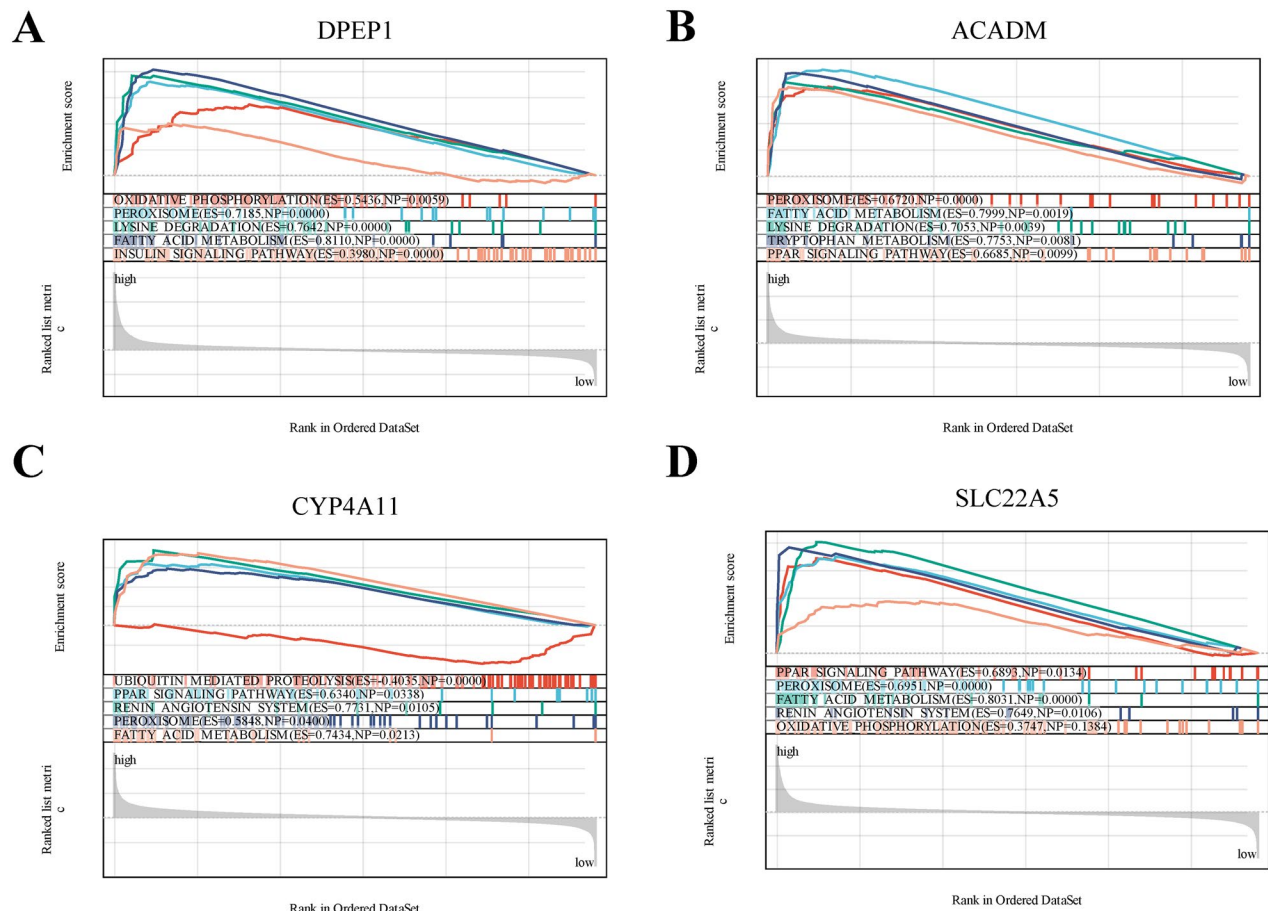 A
DPEP1
Enrichment score
OXIDATIVE PHOSPHORYLATION(ES=0.5436,NP=0.0059)
PEROXISOME(ES=0.7185,NP=0.0000)
LYSINE DEGRADATION(ES=0.7642,NP=0.0000)
FATTY ACID METABOLISM(ES=0.8110,NP=0.0000)
INSULIN SIGNALING PATHWAY(ES=0.3980,NP=0.0000)
high
Ranked list metri
c
low
Rank in Ordered DataSet
B
ACADM
Enrichment score
PEROXISOME(ES=0.6720,NP=0.0000)
FATTY ACID METABOLISM(ES=0.7999,NP=0.0019)
LYSINE DEGRADATION(ES=0.7053,NP=0.0039)
TRYPTOPHAN METABOLISM(ES=0.7753,NP=0.0081)
PPAR SIGNALING PATHWAY(ES=0.6685,NP=0.0099)
high
Ranked list metri
c
low
Rank in Ordered DataSet
C
CYP4A11
Enrichment score
UBIQUITIN MEDIATED PROTEOLYSIS(ES=-0.4035,NP=0.0000)
PPAR SIGNALING PATHWAY(ES=0.6340,NP=0.0338)
RENIN ANGIOTENSIN SYSTEM(ES=0.7731,NP=0.0105)
PEROXISOME(ES=0.5848,NP=0.0400)
FATTY ACID METABOLISM(ES=0.7434,NP=0.0213)
high
Ranked list metri
c
low
Rank in Ordered DataSet
D
SLC22A5
Enrichment score
PPAR SIGNALING PATHWAY(ES=0.6893,NP=0.0134)
PEROXISOME(ES=0.6951,NP=0.0000)
FATTY ACID METABOLISM(ES=0.8031,NP=0.0000)
RENIN ANGIOTENSIN SYSTEM(ES=0.7649,NP=0.0106)
OXIDATIVE PHOSPHORYLATION(ES=0.3747,NP=0.1384)
high
Ranked list metri
c
low
Rank in Ordered DataSet